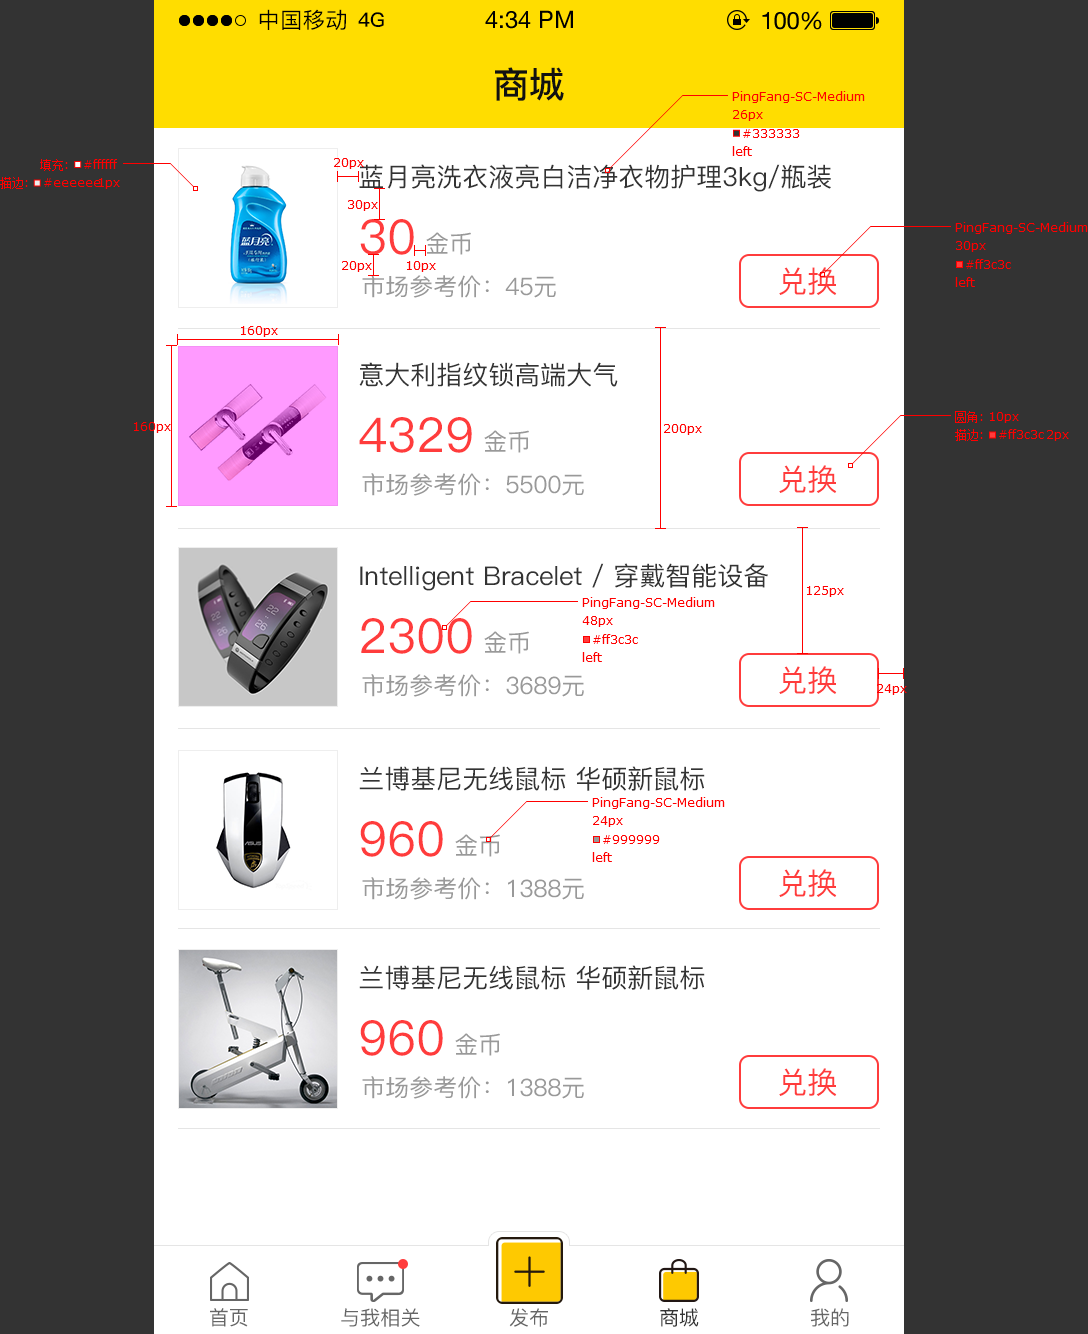 中国移动 4G 4:34 PM 100%
商城
PingFang-SC-Medium
26px
#333333
left
填充: #ffffff
描边: #eeeeee1px
20px
蓝月亮洗衣液亮白洁净衣物护理3kg/瓶装
30px
30 金币
20px
10px
市场参考价：45元
兑换
PingFang-SC-Medium
30px
#ff3c3c
left
蓝月亮
160px
160px
意大利指纹锁高端大气
4329 金币
市场参考价：5500元
兑换
200px
圆角: 10px
描边: #ff3c3c 2px
Intelligent Bracelet / 穿戴智能设备
2300 金币
市场参考价：3689元
兑换
PingFang-SC-Medium
48px
#ff3c3c
left
125px
24px
兰博基尼无线鼠标 华硕新鼠标
960 金币
市场参考价：1388元
兑换
PingFang-SC-Medium
24px
#999999
left
ASUS
兰博基尼无线鼠标 华硕新鼠标
960 金币
市场参考价：1388元
兑换
首页
与我相关
发布
商城
我的